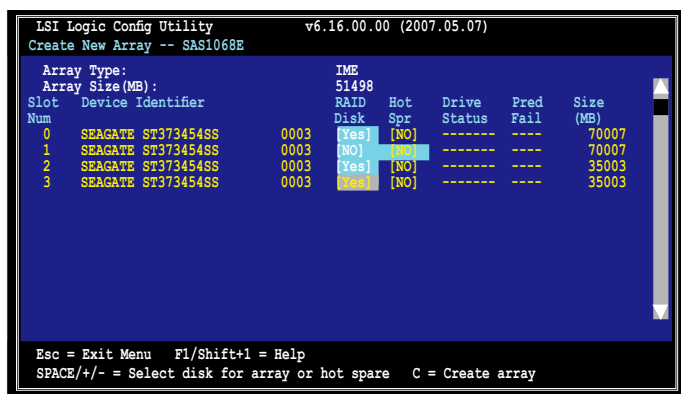 LSI Logic Config Utility v6.16.00.00 (2007.05.07)
Create New Array -- SAS1068E
Array Type: IME
Array Size(MB): 51498
Slot Device Identifier RAID Hot Drive Pred Size
Num Disk Spr Status Fail (MB)
0 SEAGATE ST373454SS 0003 [Yes] [NO] ------- ---- 70007
1 SEAGATE ST373454SS 0003 [NO] [NO] ------- ---- 70007
2 SEAGATE ST373454SS 0003 [Yes] [NO] ------- ---- 35003
3 SEAGATE ST373454SS 0003 [Yes] [NO] ------- ---- 35003
Esc = Exit Menu F1/Shift+1 = Help
SPACE/+/- = Select disk for array or hot spare C = Create array